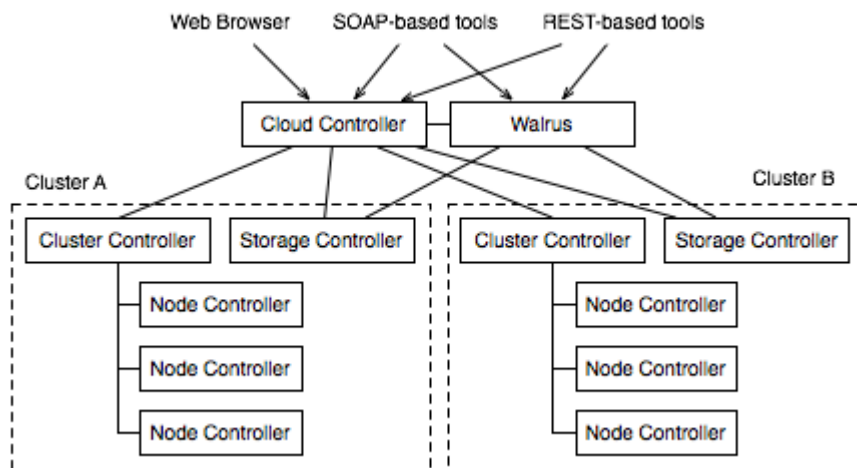 Web Browser SOAP-based tools REST-based tools
Cloud Controller Walrus
Cluster A Cluster B
Cluster Controller Storage Controller Cluster Controller Storage Controller
Node Controller Node Controller
Node Controller Node Controller
Node Controller Node Controller